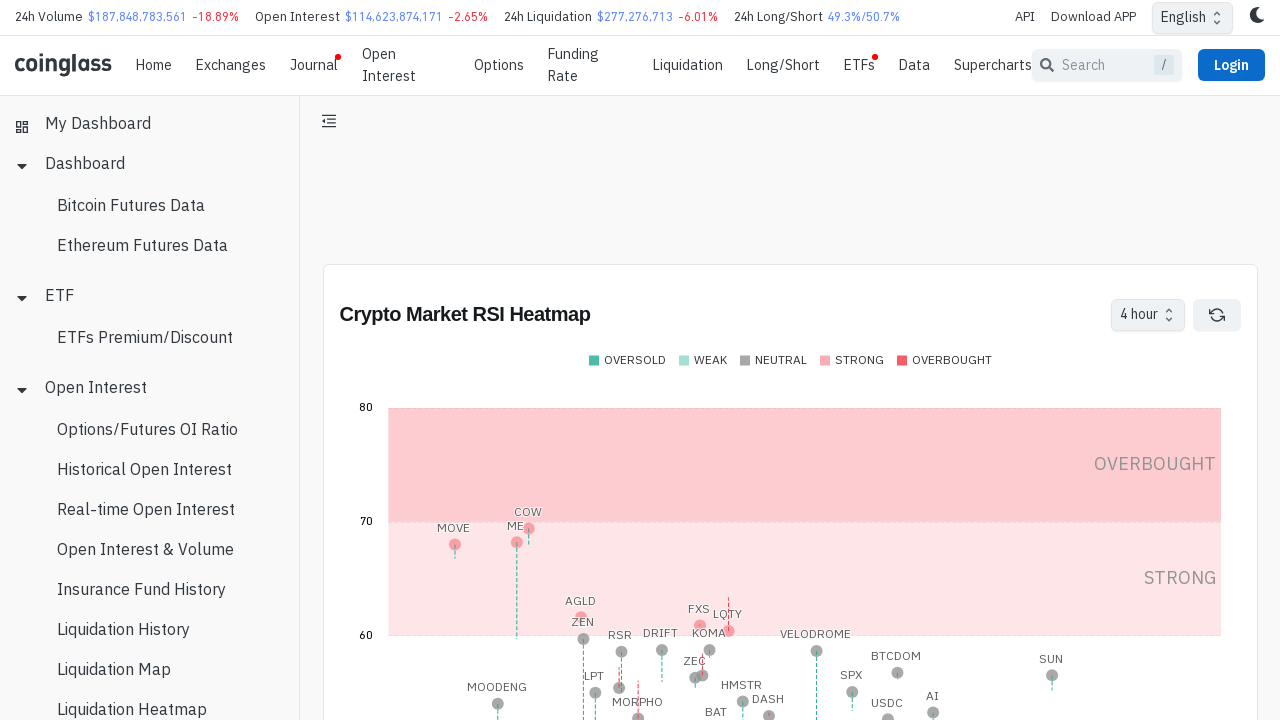 24h Volume $187,848,783,561 -18.89% Open Interest $114,623,874,171 -2.65% 24h Liquidation $277,276,713 -6.01% 24h Long/Short 49.3%/50.7% API Download APP English
coinglass Home Exchanges Journal Open Interest Options Funding Rate Liquidation Long/Short ETFs Data Supercharts Search / Login
My Dashboard
Dashboard
Bitcoin Futures Data
Ethereum Futures Data
ETF
ETFs Premium/Discount
Open Interest
Options/Futures OI Ratio
Historical Open Interest
Real-time Open Interest
Open Interest & Volume
Insurance Fund History
Liquidation History
Liquidation Map
Liquidation Heatmap
Crypto Market RSI Heatmap 4 hour
OVERSOLD WEAK NEUTRAL STRONG OVERBOUGHT
80
OVERBOUGHT
COW
70 MOVE ME
STRONG
AGLD FXS LQTY
ZEN
60 RSR DRIFT KOMA VELODROME
BTCDOM
ZEC SUN
LPT SPX
MOODENG HMSTR
MORPHO DASH USDC AI
BAT